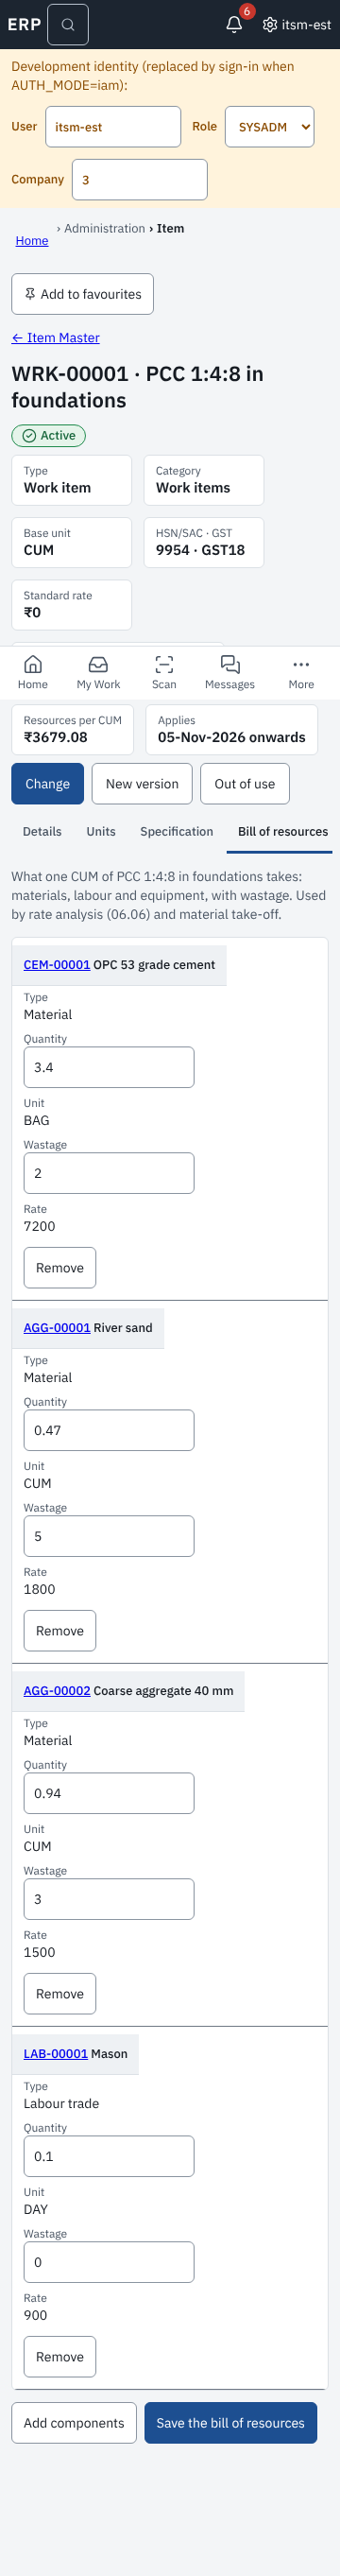 ERP
6
itsm-est
Development identity (replaced by sign-in when
AUTH_MODE=iam):
User
itsm-est
Role
SYSADM
Company
3
Home
› Administration › Item
Add to favourites
← Item Master
WRK-00001 · PCC 1:4:8 in
foundations
Active
Type
Work item
Category
Work items
Base unit
CUM
HSN/SAC · GST
9954 · GST18
Standard rate
₹0
Home
My Work
Scan
Messages
More
Resources per CUM
₹3679.08
Applies
05-Nov-2026 onwards
Change
New version
Out of use
Details
Units
Specification
Bill of resources
What one CUM of PCC 1:4:8 in foundations takes:
materials, labour and equipment, with wastage. Used
by rate analysis (06.06) and material take-off.
CEM-00001 OPC 53 grade cement
Type
Material
Quantity
3.4
Unit
BAG
Wastage
2
Rate
7200
Remove
AGG-00001 River sand
Type
Material
Quantity
0.47
Unit
CUM
Wastage
5
Rate
1800
Remove
AGG-00002 Coarse aggregate 40 mm
Type
Material
Quantity
0.94
Unit
CUM
Wastage
3
Rate
1500
Remove
LAB-00001 Mason
Type
Labour trade
Quantity
0.1
Unit
DAY
Wastage
0
Rate
900
Remove
Add components
Save the bill of resources